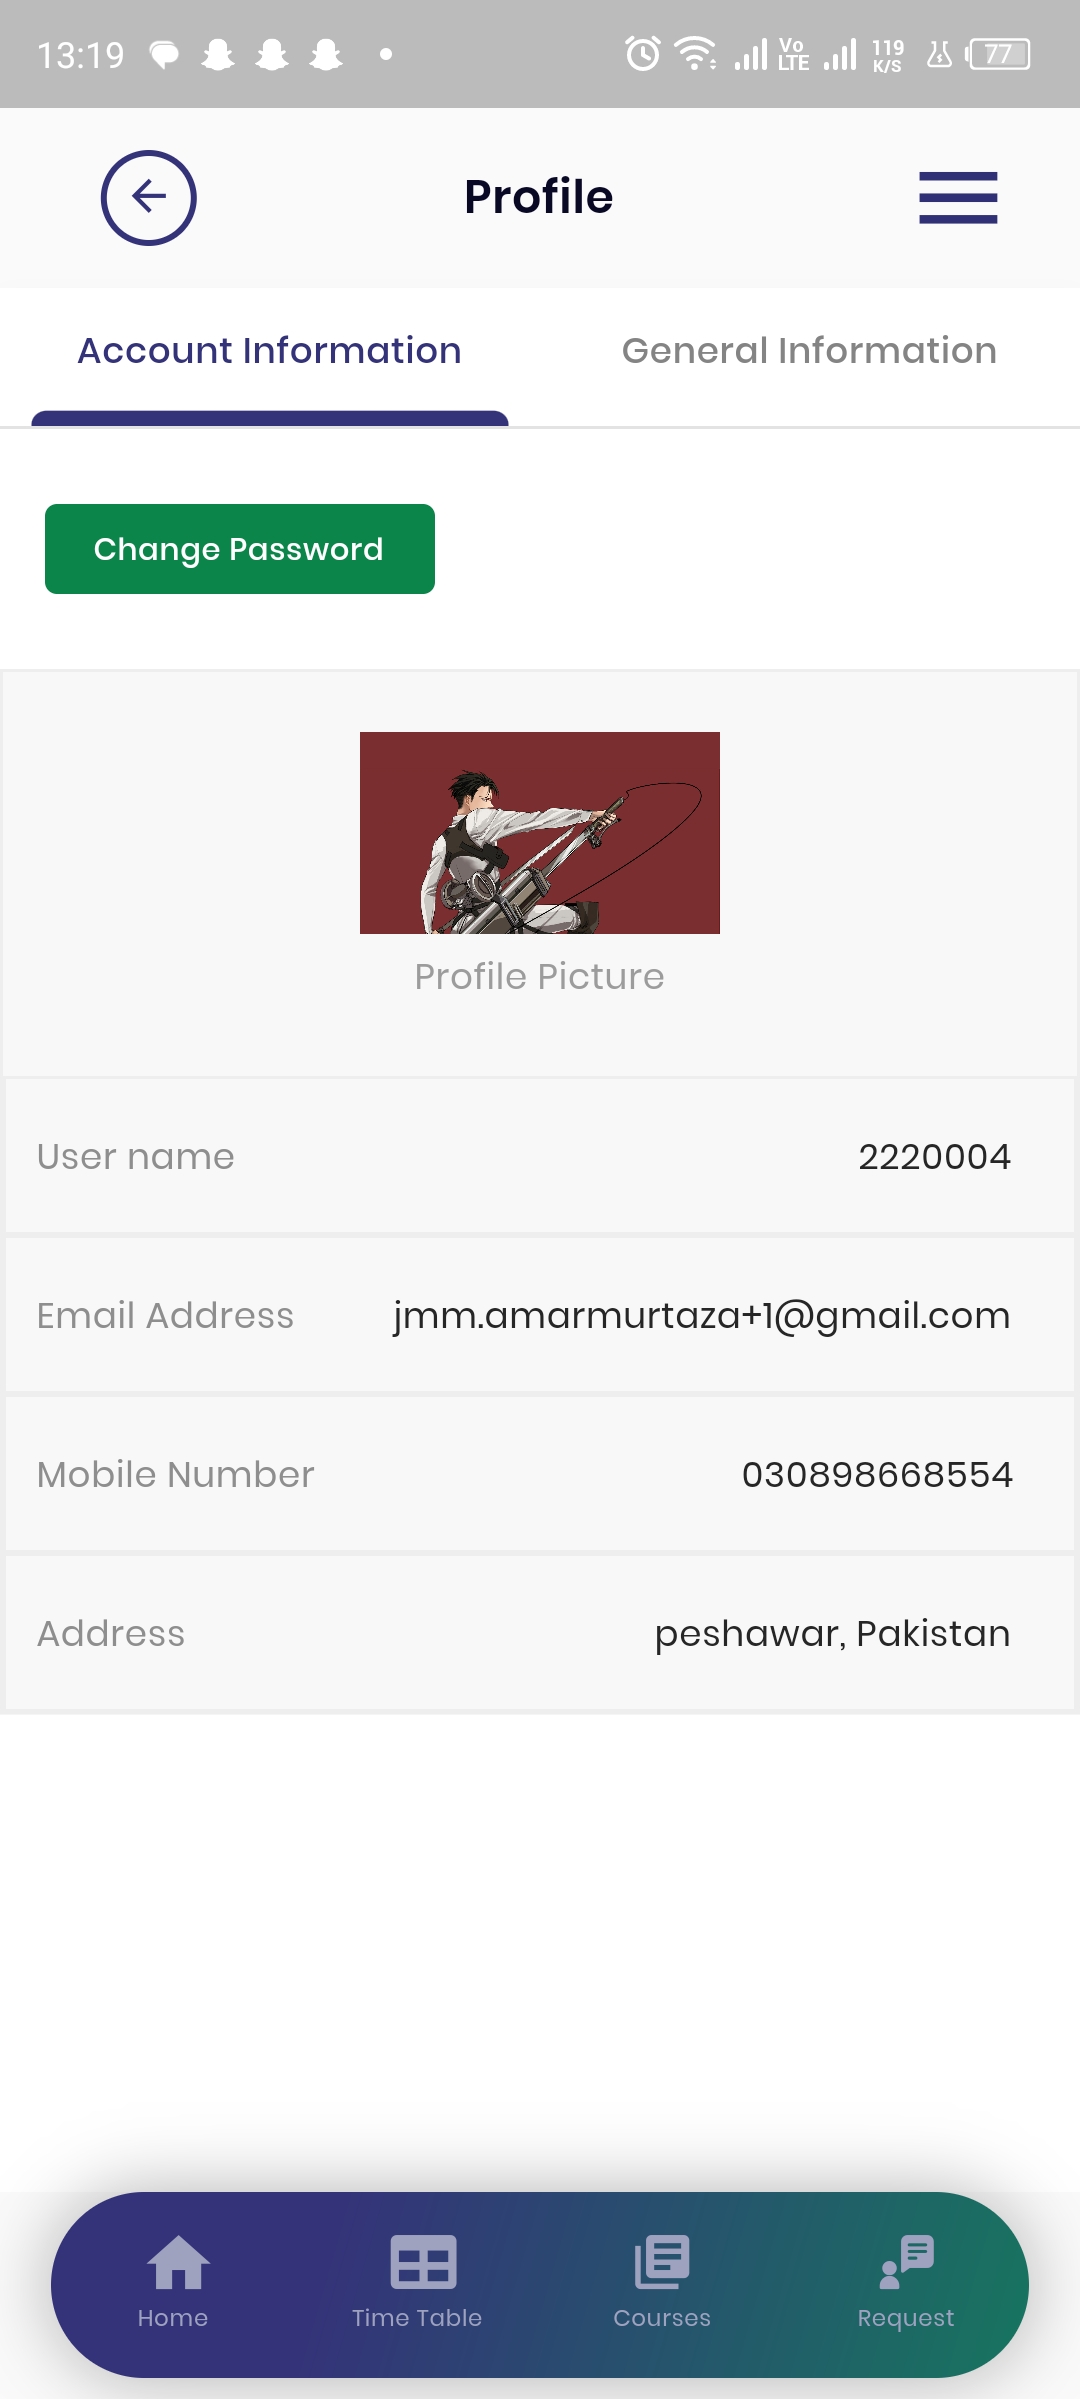 13:19
Vo
LTE
119
K/S
77
Profile
Account Information
General Information
Change Password
Profile Picture
User name
2220004
Email Address
jmm.amarmurtaza+1@gmail.com
Mobile Number
030898668554
Address
peshawar, Pakistan
Home
Time Table
Courses
Request